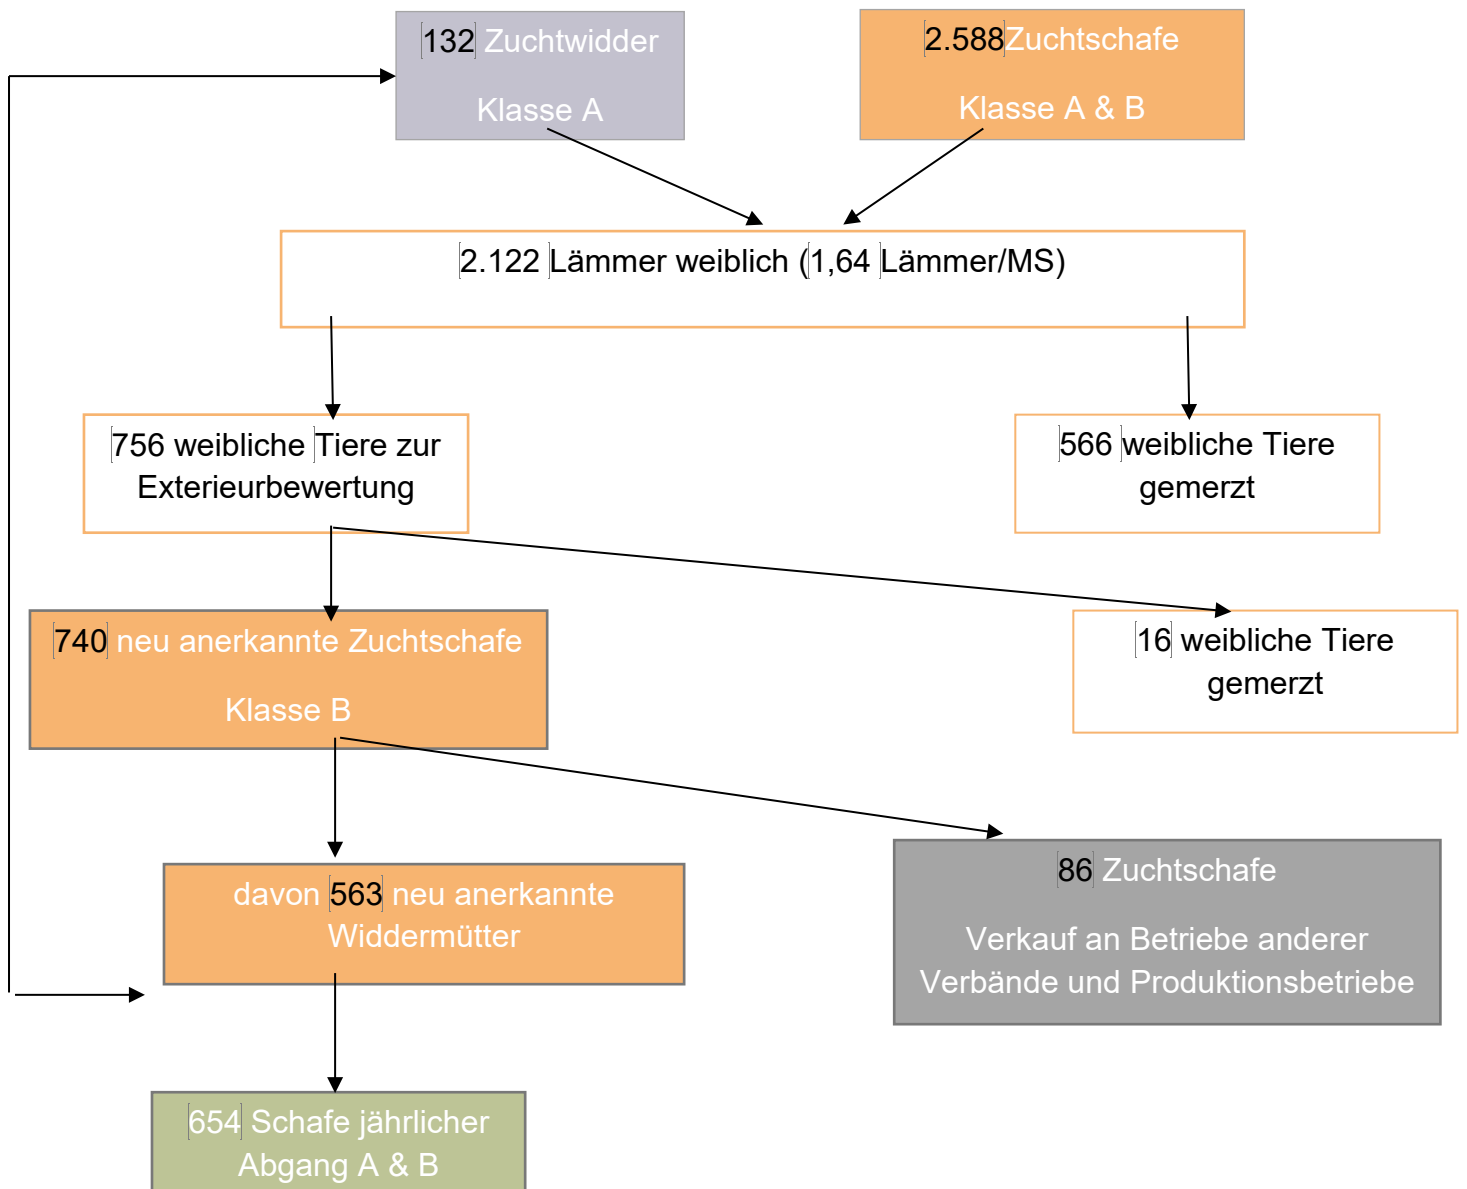 132 Zuchtwidder
Klasse A
2.588Zuchtschafe
Klasse A & B
2.122 Lämmer weiblich (1,64 Lämmer/MS)
756 weibliche Tiere zur
Exterieurbewertung
566 weibliche Tiere
gemerzt
740 neu anerkannte Zuchtschafe
Klasse B
16 weibliche Tiere
gemerzt
davon 563 neu anerkannte
Widdermütter
86 Zuchtschafe
Verkauf an Betriebe anderer
Verbände und Produktionsbetriebe
654 Schafe jährlicher
Abgang A & B